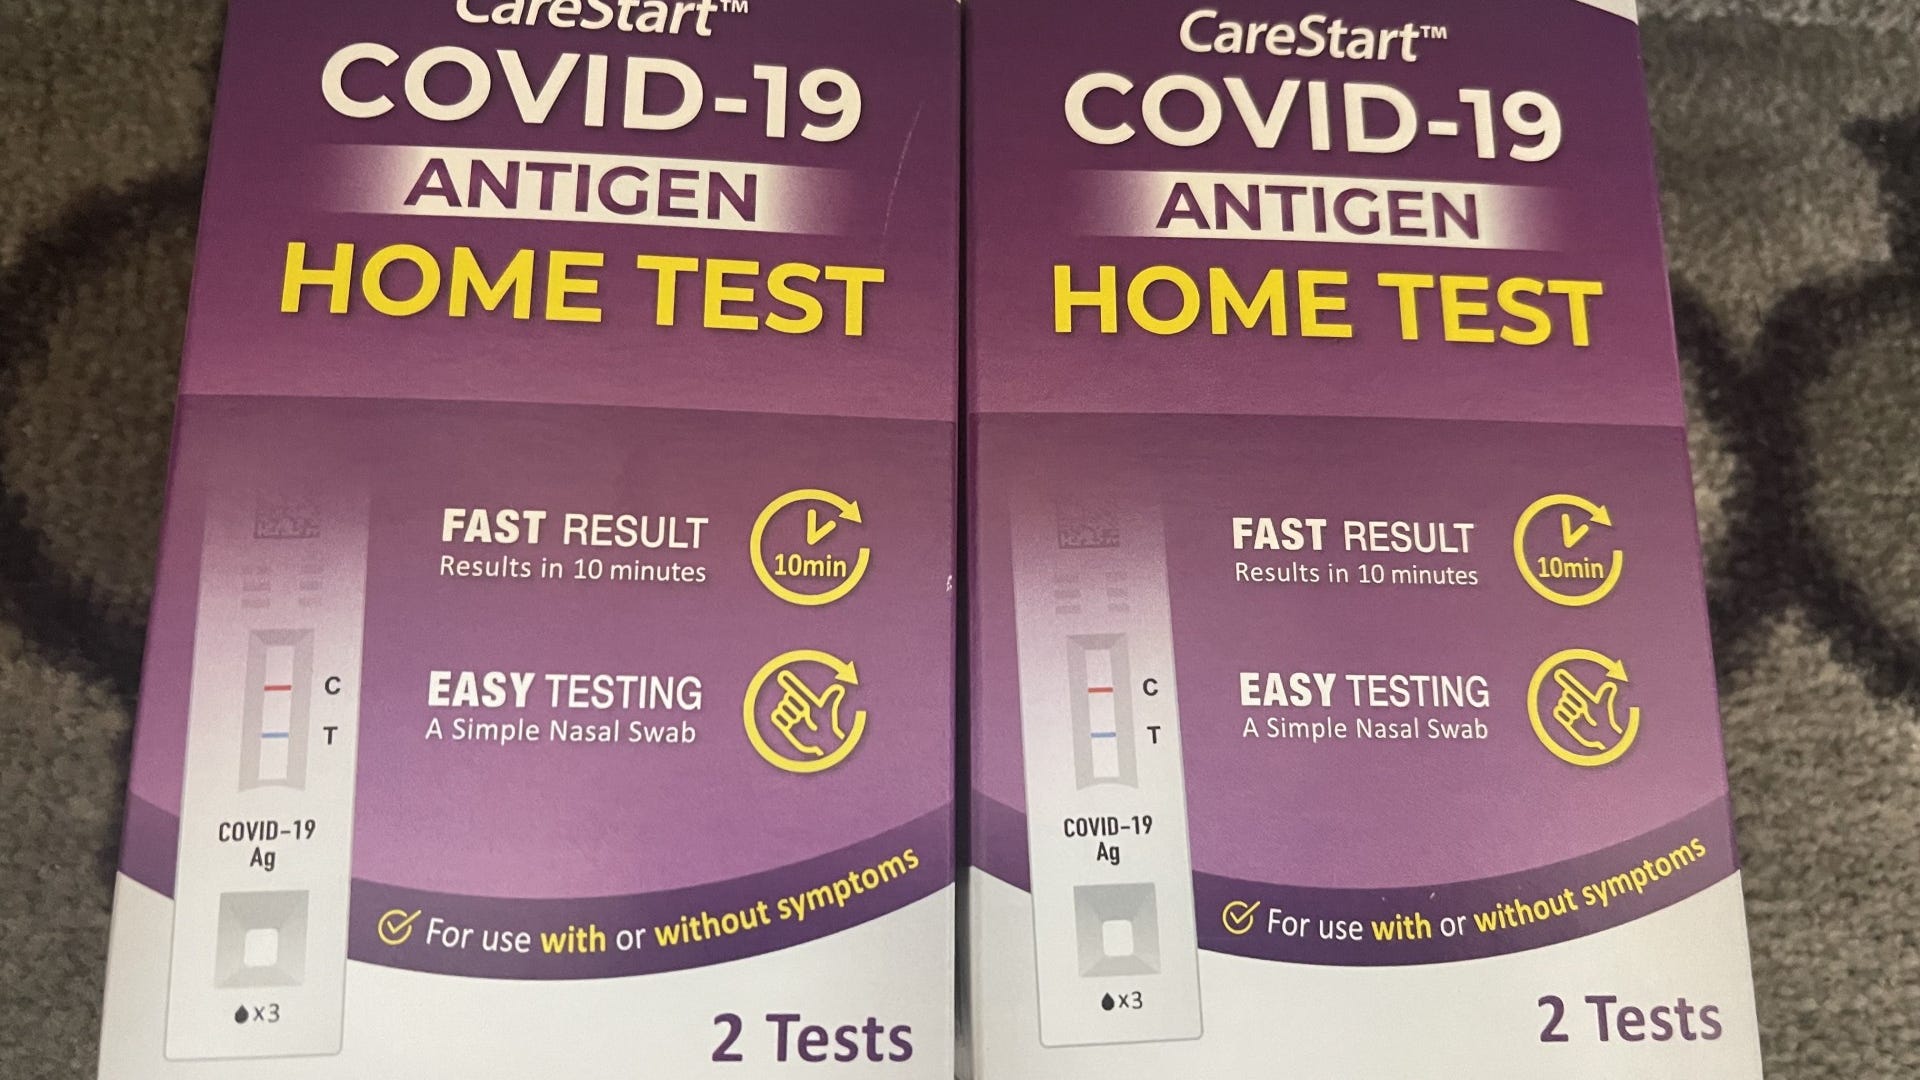 CareStart™
COVID-19
ANTIGEN
HOME TEST
FAST RESULT
Results in 10 minutes
10min
EASY TESTING
A Simple Nasal Swab
C
T
COVID-19
Ag
x3
For use with or without symptoms
2 Tests
CareStart™
COVID-19
ANTIGEN
HOME TEST
FAST RESULT
Results in 10 minutes
10min
EASY TESTING
A Simple Nasal Swab
C
T
COVID-19
Ag
x3
For use with or without symptoms
2 Tests